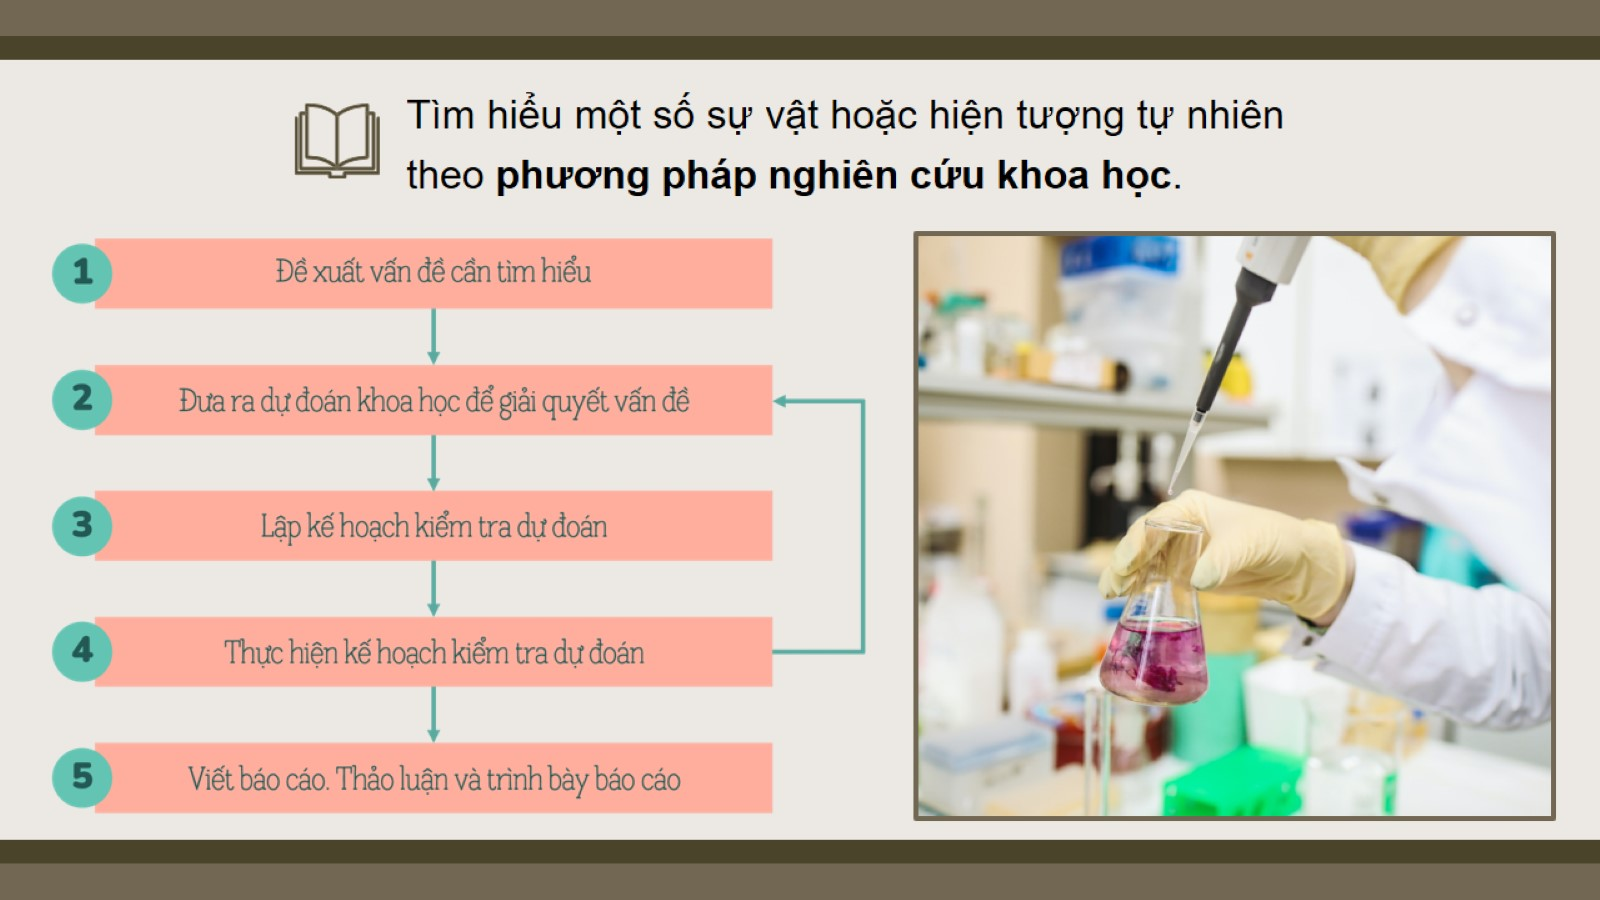 Tìm hiểu một số sự vật hoặc hiện tượng tự nhiên
theo phương pháp nghiên cứu khoa học.
1 Đề xuất vấn đề cần tìm hiểu
2 Đưa ra dự đoán khoa học để giải quyết vấn đề
3 Lập kế hoạch kiểm tra dự đoán
4 Thực hiện kế hoạch kiểm tra dự đoán
5 Viết báo cáo. Thảo luận và trình bày báo cáo